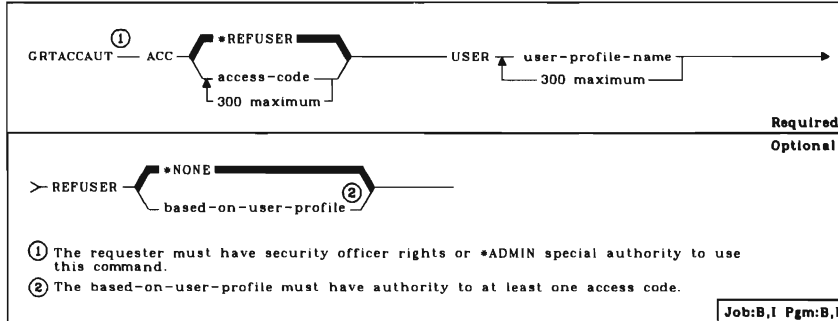 ① *REFUSER
GRTACCAUT ACC USER user-profile-name
access-code 300 maximum
300 maximum
Required
Optional
*NONE
REFUSER ②
based-on-user-profile
① The requester must have security officer rights or *ADMIN special authority to use
this command.
② The based-on-user-profile must have authority to at least one access code.
Job:B,I Pgm:B,I